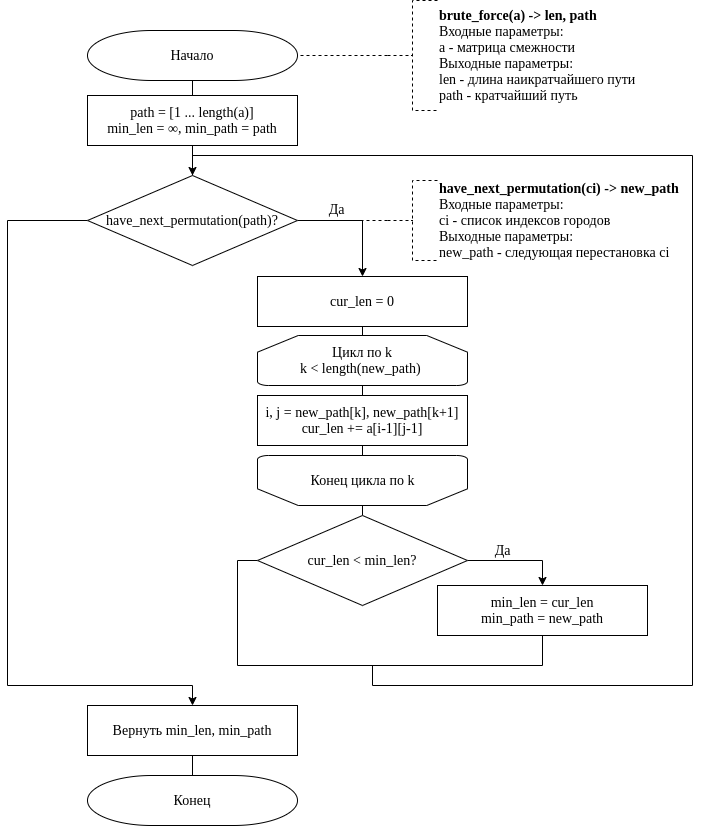 brute_force(a) -> len, path
Входные параметры:
a - матрица смежности
Выходные параметры:
len - длина наикратчайшего пути
path - кратчайший путь
Начало
path = [1 ... length(a)]
min_len = ∞, min_path = path
have_next_permutation(path)?
Да
have_next_permutation(ci) -> new_path
Входные параметры:
ci - список индексов городов
Выходные параметры:
new_path - следующая перестановка ci
cur_len = 0
Цикл по k
k < length(new_path)
i, j = new_path[k], new_path[k+1]
cur_len += a[i-1][j-1]
Конец цикла по k
cur_len < min_len?
Да
min_len = cur_len
min_path = new_path
Вернуть min_len, min_path
Конец